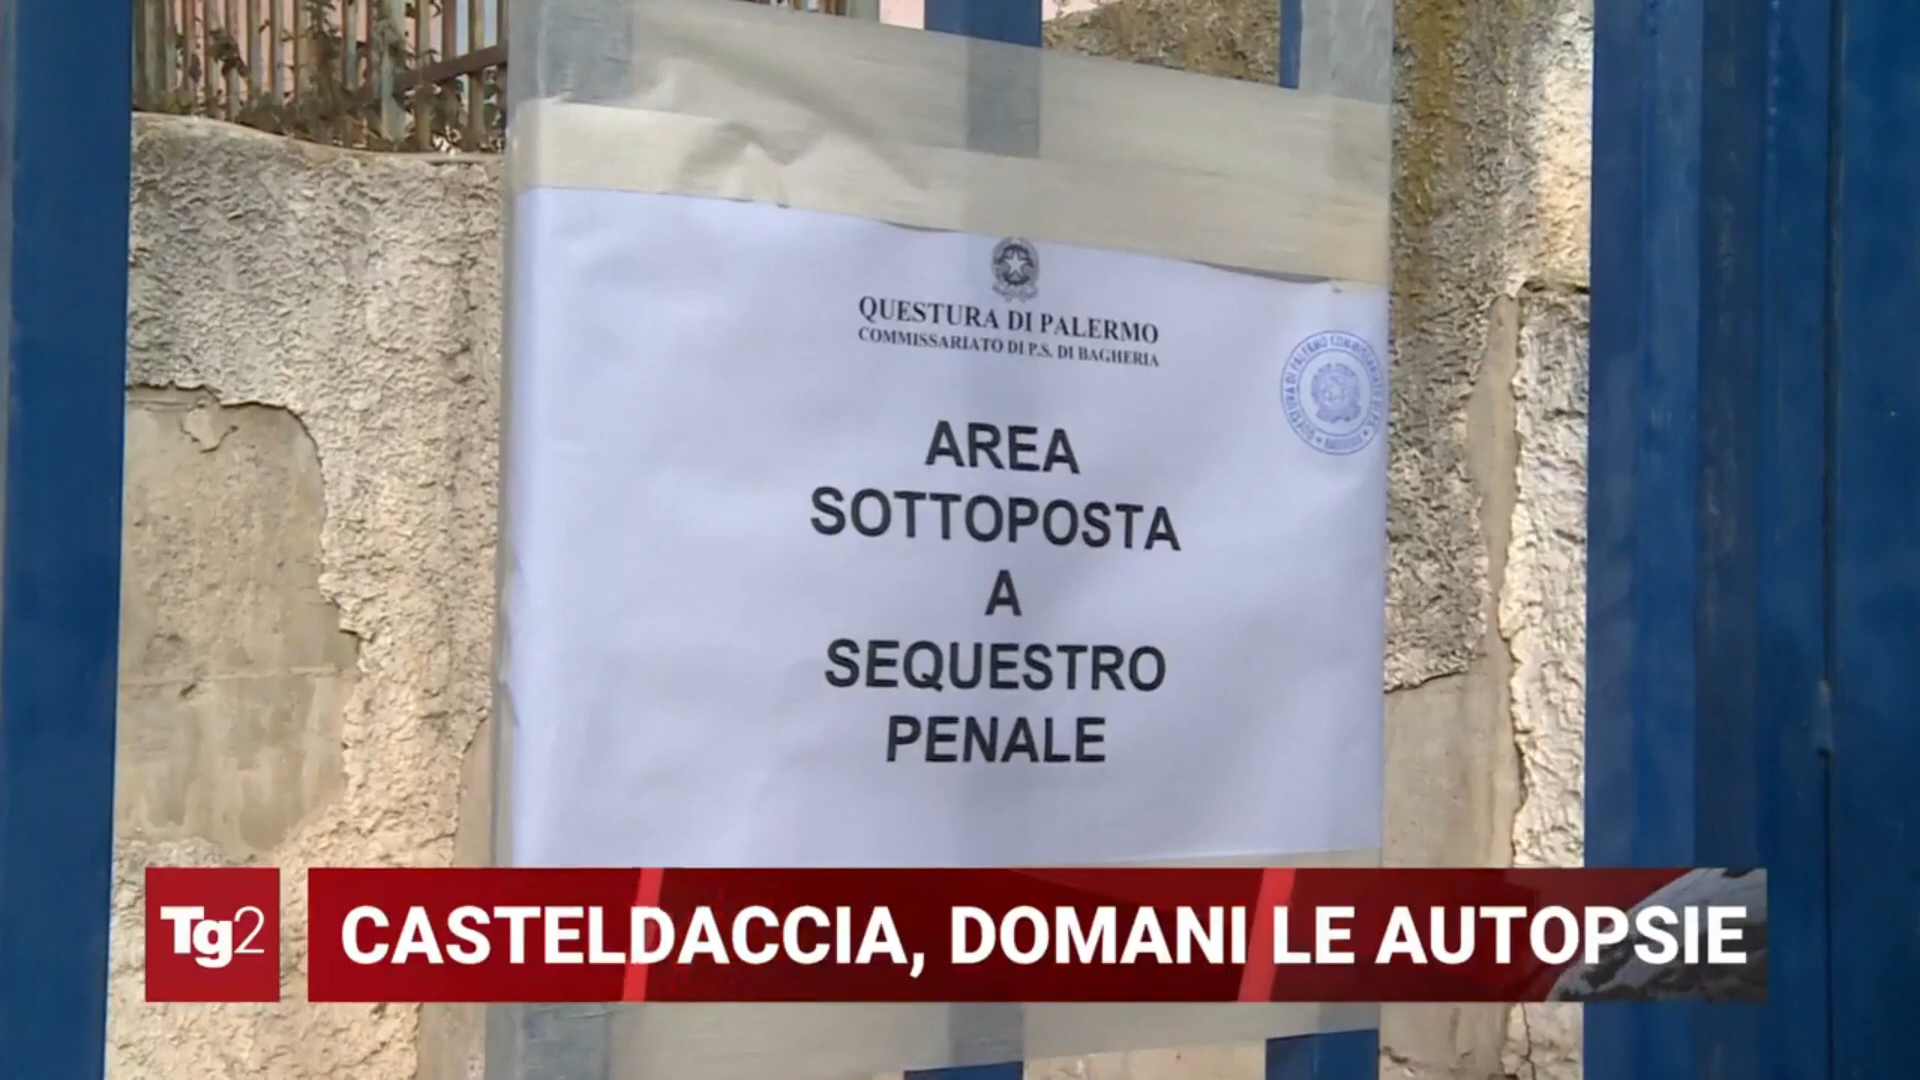 QUESTURA DI PALERMO
COMMISSARIATO DI P.S. DI BAGHERIA
AREA
SOTTOPOSTA
A
SEQUESTRO
PENALE
Tg2
CASTELDACCIA, DOMANI LE AUTOPSIE